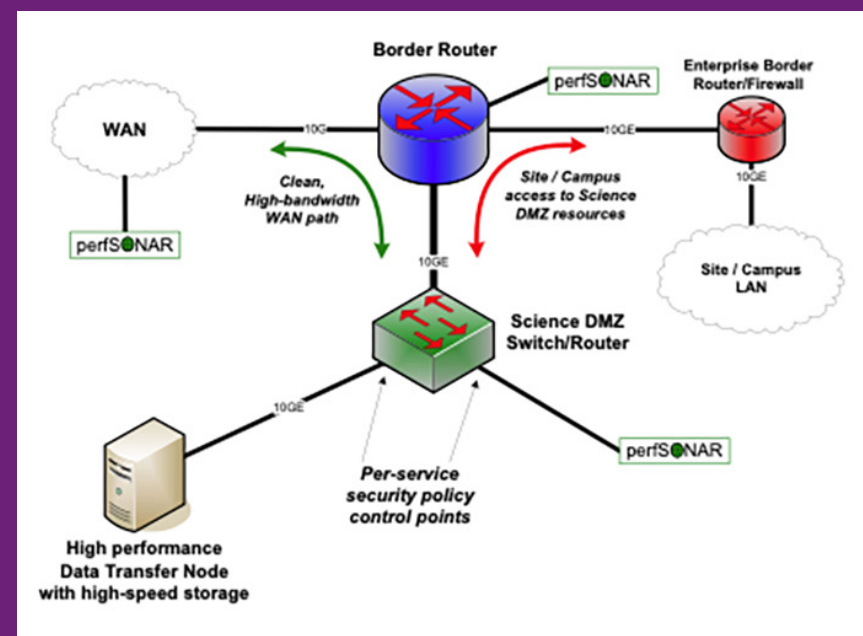 Border Router
perfSONAR
Enterprise Border
Router/Firewall
WAN
10G
10GE
10GE
Clean,
High-bandwidth
WAN path
Site / Campus
access to Science
DMZ resources
perfSONAR
10GE
Site / Campus
LAN
Science DMZ
Switch/Router
10GE
perfSONAR
Per-service
security policy
control points
High performance
Data Transfer Node
with high-speed storage